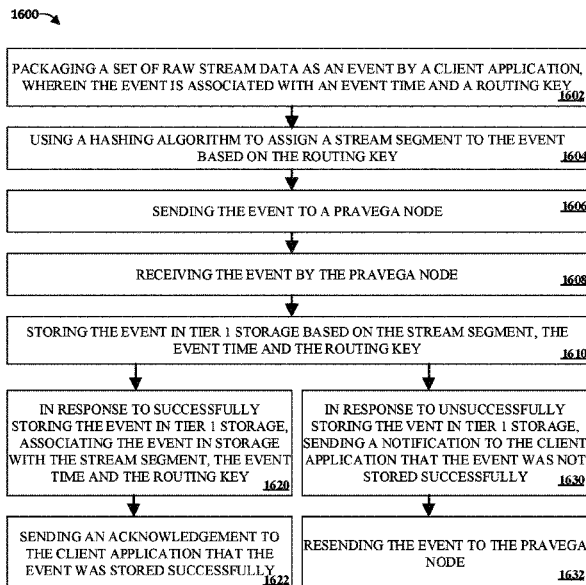 1600
PACKAGING A SET OF RAW STREAM DATA AS AN EVENT BY A CLIENT APPLICATION,
WHEREIN THE EVENT IS ASSOCIATED WITH AN EVENT TIME AND A ROUTING KEY
1602
USING A HASHING ALGORITHM TO ASSIGN A STREAM SEGMENT TO THE EVENT
BASED ON THE ROUTING KEY
1604
SENDING THE EVENT TO A PRAVEGA NODE
1606
RECEIVING THE EVENT BY THE PRAVEGA NODE
1608
STORING THE EVENT IN TIER 1 STORAGE BASED ON THE STREAM SEGMENT, THE
EVENT TIME AND THE ROUTING KEY
1610
IN RESPONSE TO SUCCESSFULLY
STORING THE EVENT IN TIER 1 STORAGE,
ASSOCIATING THE EVENT IN STORAGE
WITH THE STREAM SEGMENT, THE EVENT
TIME AND THE ROUTING KEY
1620
IN RESPONSE TO UNSUCCESSFULLY
STORING THE VENT IN TIER 1 STORAGE,
SENDING A NOTIFICATION TO THE CLIENT
APPLICATION THAT THE EVENT WAS NOT
STORED SUCCESSFULLY
1630
SENDING AN ACKNOWLEDGEMENT TO
THE CLIENT APPLICATION THAT THE
EVENT WAS STORED SUCCESSFULLY
1622
RESENDING THE EVENT TO THE PRAVEGA
NODE
1632